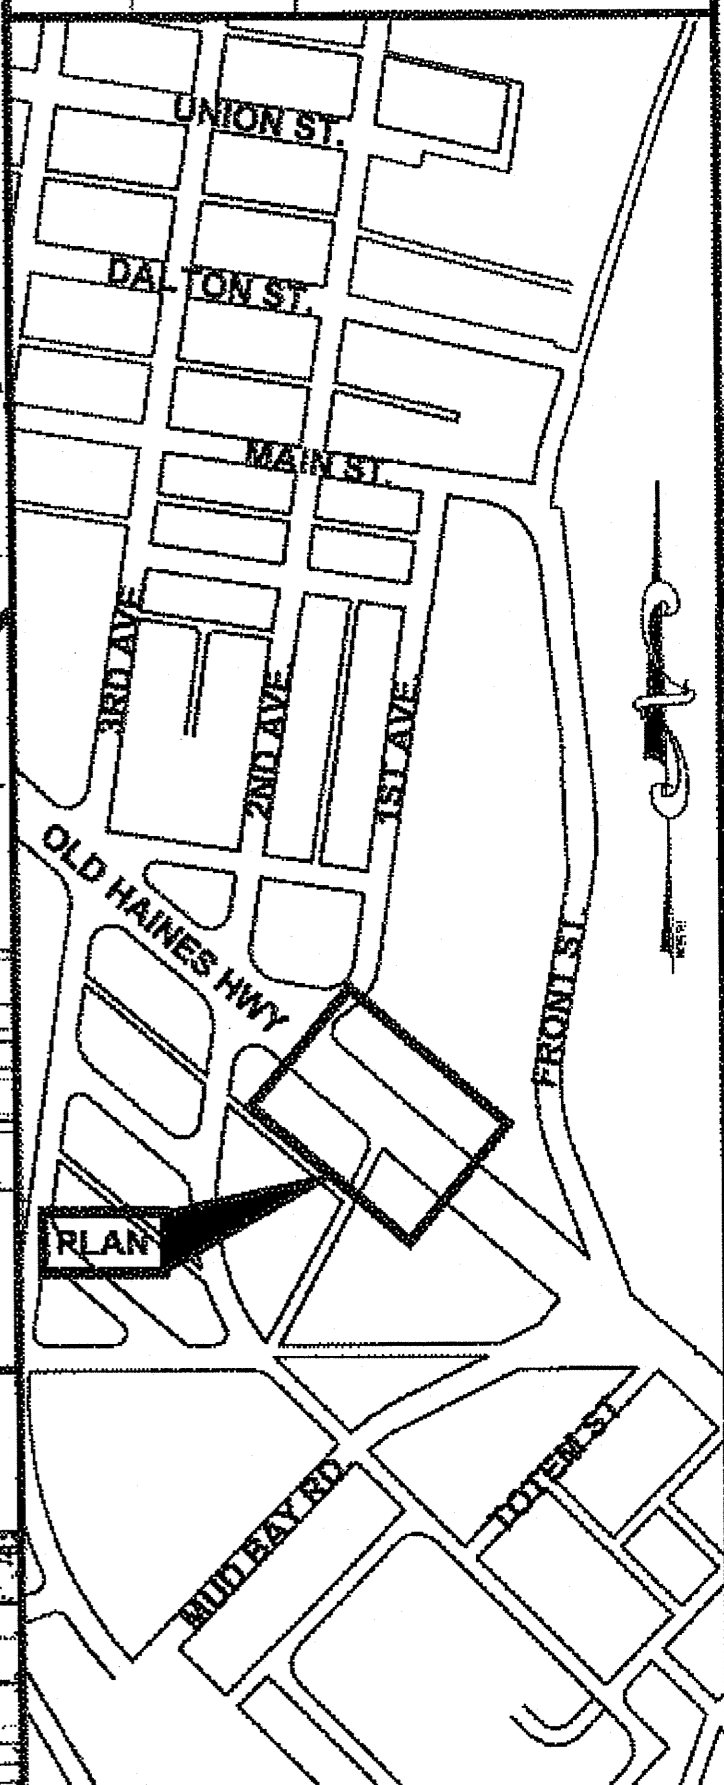 UNION ST.
DALTON ST.
MAIN ST.
3RD AVE
2ND AVE.
1ST AVE.
OLD HAINES HWY
FRONT ST.
PLAN
TOTEM ST
MUD BAY RD